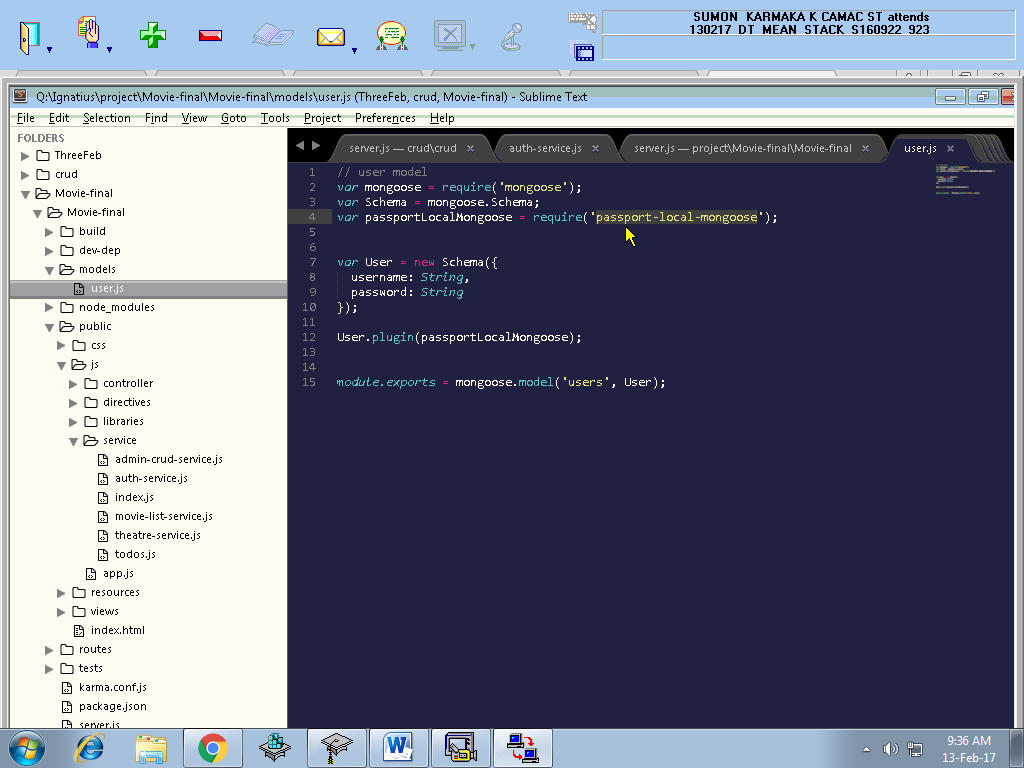 SUMON KARMAKA K CAMAC ST attends
130217 DT MEAN STACK S160922 923
Q:\Ignatius\project\Movie-final\Movie-final\models\user.js (ThreeFeb, crud, Movie-final) - Sublime Text
File Edit Selection Find View Goto Tools Project Preferences Help
FOLDERS
ThreeFeb
crud
Movie-final
Movie-final
build
dev-dep
models
user.js
node_modules
public
css
js
controller
directives
libraries
service
admin-crud-service.js
auth-service.js
index.js
movie-list-service.js
theatre-service.js
todos.js
app.js
resources
views
index.html
routes
tests
karma.conf.js
package.json
server.js
server.js — crud\crud × auth-service.js × server.js — project\Movie-final\Movie-final × user.js ×
1 // user model
2 var mongoose = require('mongoose');
3 var Schema = mongoose.Schema;
4 var passportLocalMongoose = require('passport-local-mongoose');
5
6
7 var User = new Schema({
8 username: String,
9 password: String
10 });
11
12 User.plugin(passportLocalMongoose);
13
14
15 module.exports = mongoose.model('users', User);
9:36 AM
13-Feb-17